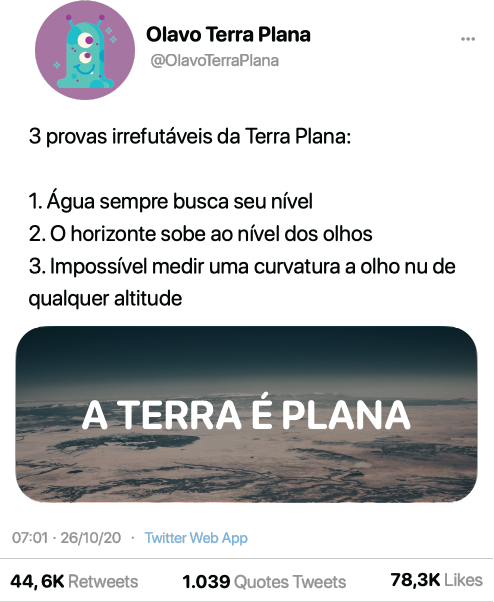 Olavo Terra Plana
@OlavoTerraPlana
3 provas irrefutáveis da Terra Plana:
1. Água sempre busca seu nível
2. O horizonte sobe ao nível dos olhos
3. Impossível medir uma curvatura a olho nu de
qualquer altitude
A TERRA É PLANA
07:01 · 26/10/20 · Twitter Web App
44,6K Retweets 1.039 Quotes Tweets 78,3K Likes